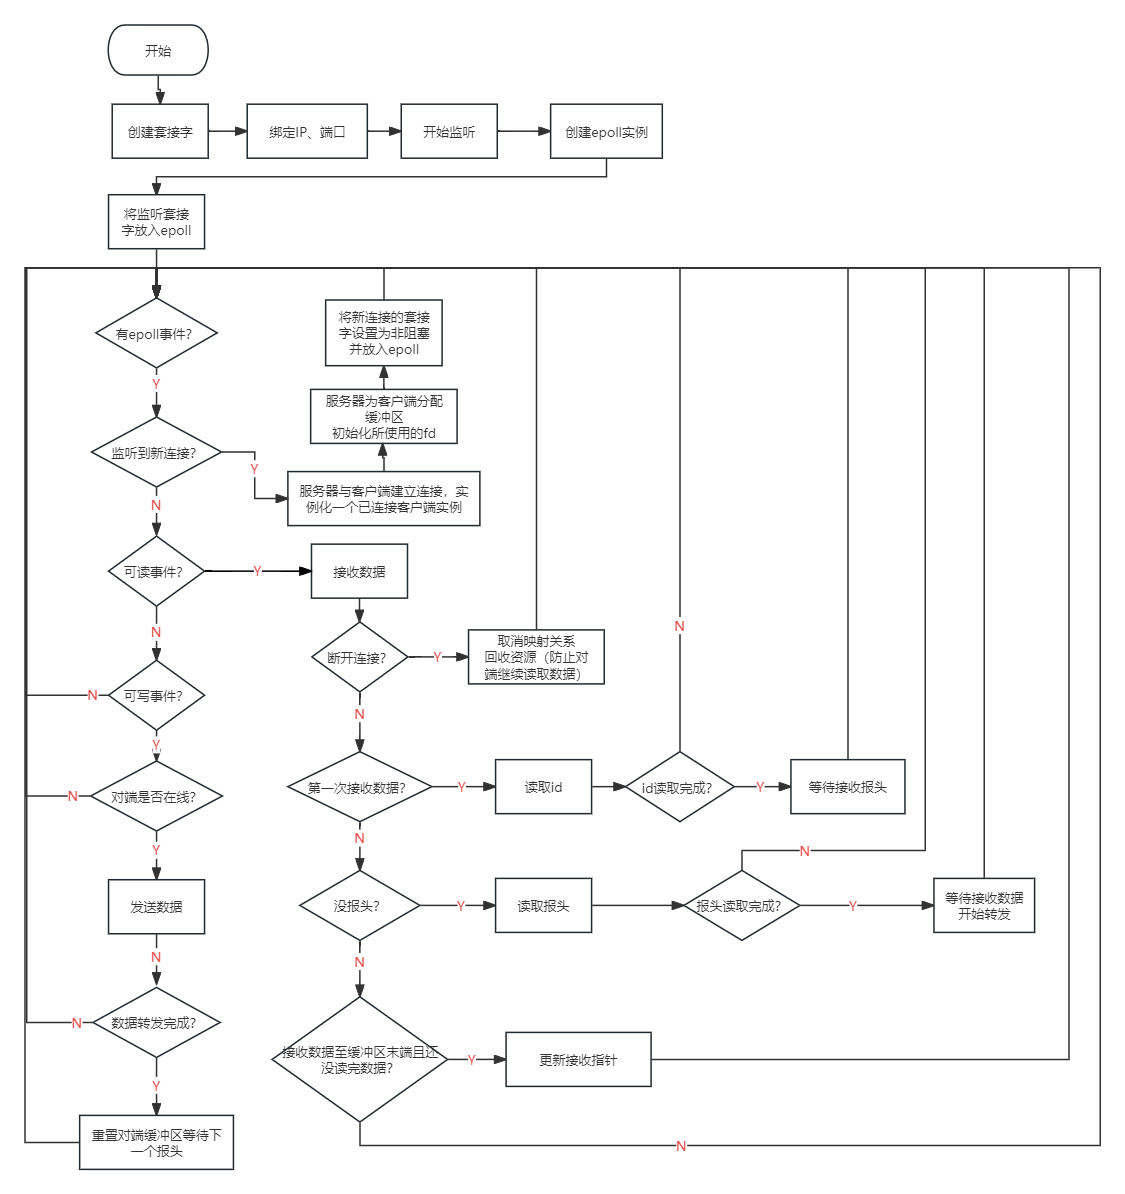 开始
创建套接字
绑定IP、端口
开始监听
创建epoll实例
将监听套接
字放入epoll
有epoll事件?
Y
监听到新连接?
Y
N
将新连接的套接
字设置为非阻塞
并放入epoll
服务器为客户端分配
缓冲区
初始化所使用的fd
服务器与客户端建立连接，实
例化一个已连接客户端实例
可读事件?
Y
N
接收数据
断开连接?
Y
N
取消映射关系
回收资源（防止对
端继续读取数据）
可写事件?
N
Y
对端是否在线?
N
Y
第一次接收数据?
Y
N
读取id
id读取完成?
N
Y
等待接收报头
发送数据
N
没报头?
Y
N
读取报头
报头读取完成?
N
Y
等待接收数据
开始转发
数据转发完成?
N
Y
接收数据至缓冲区末端且还
没读完数据?
Y
N
更新接收指针
重置对端缓冲区等待下
一个报头